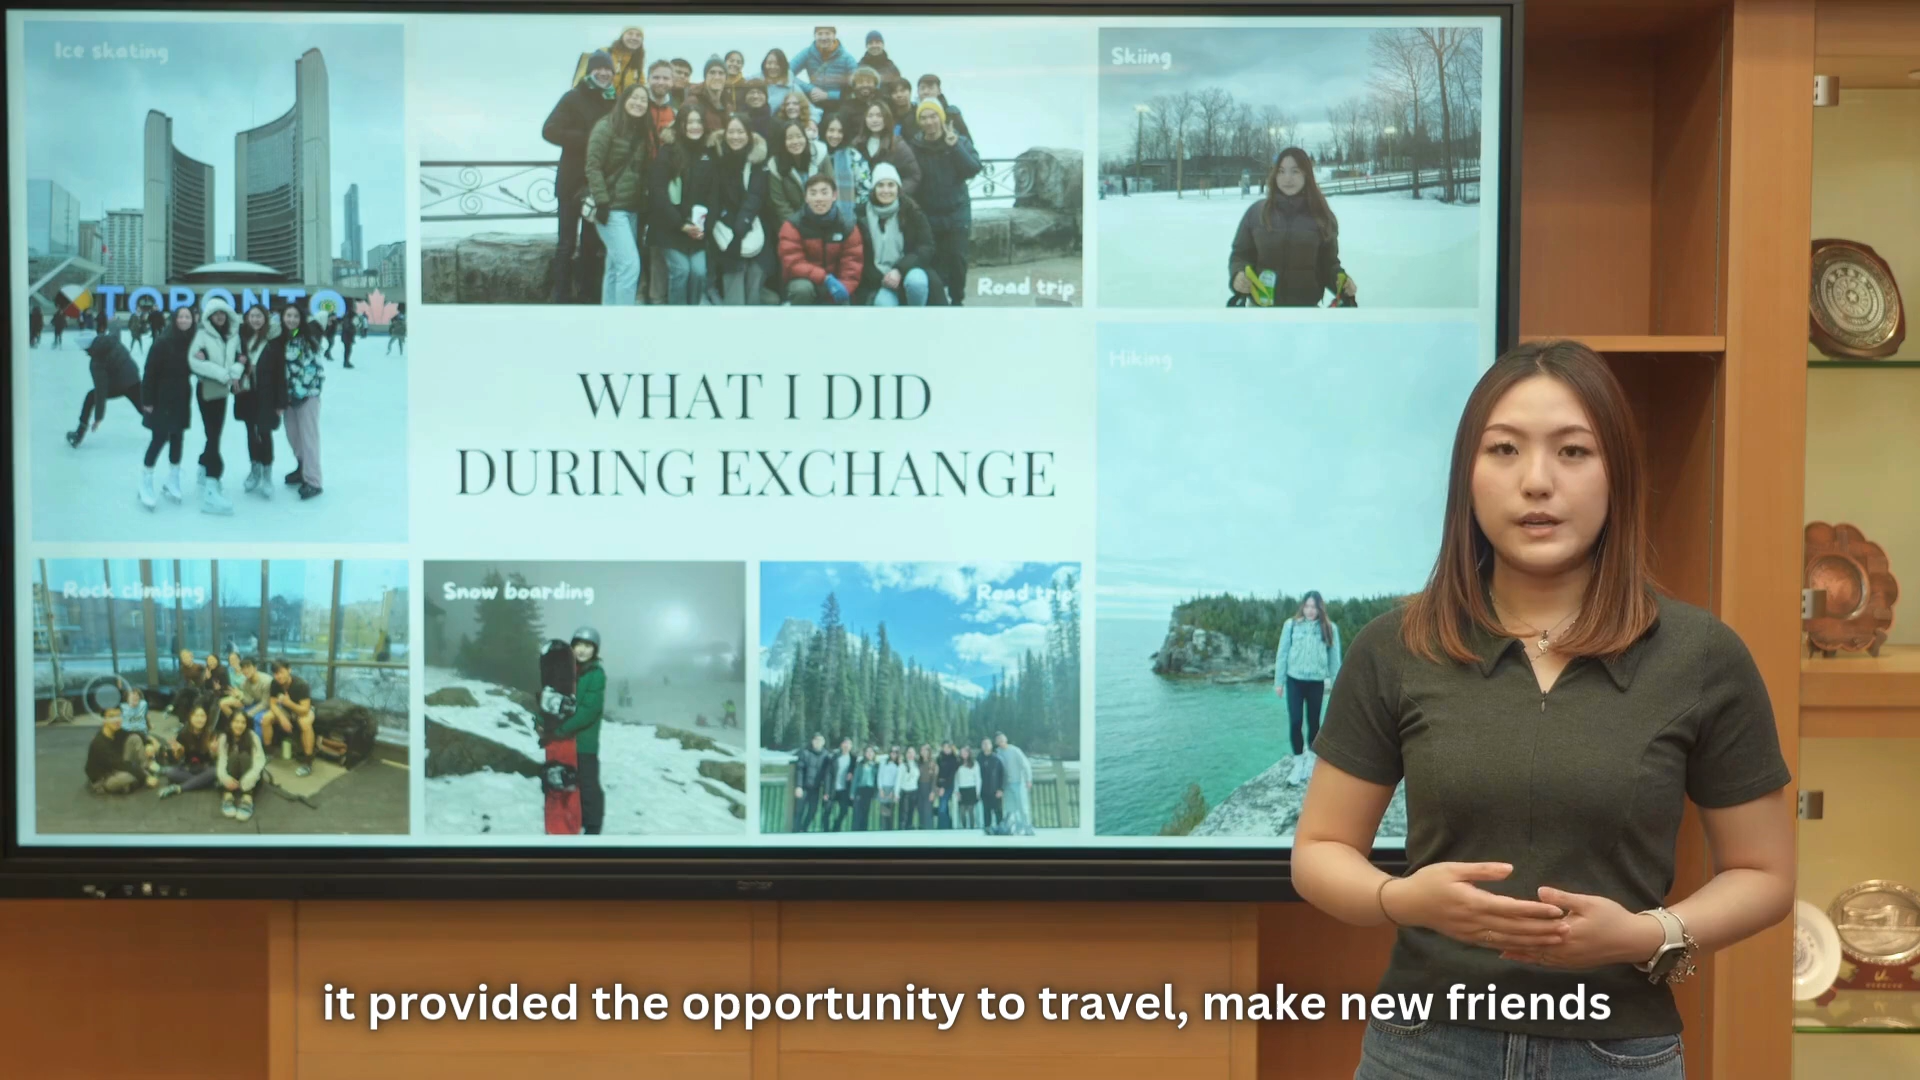 Ice skating
Skiing
TORONTO
Road trip
Hiking
WHAT I DID
DURING EXCHANGE
Rock climbing
Snow boarding
Road trip
it provided the opportunity to travel, make new friends